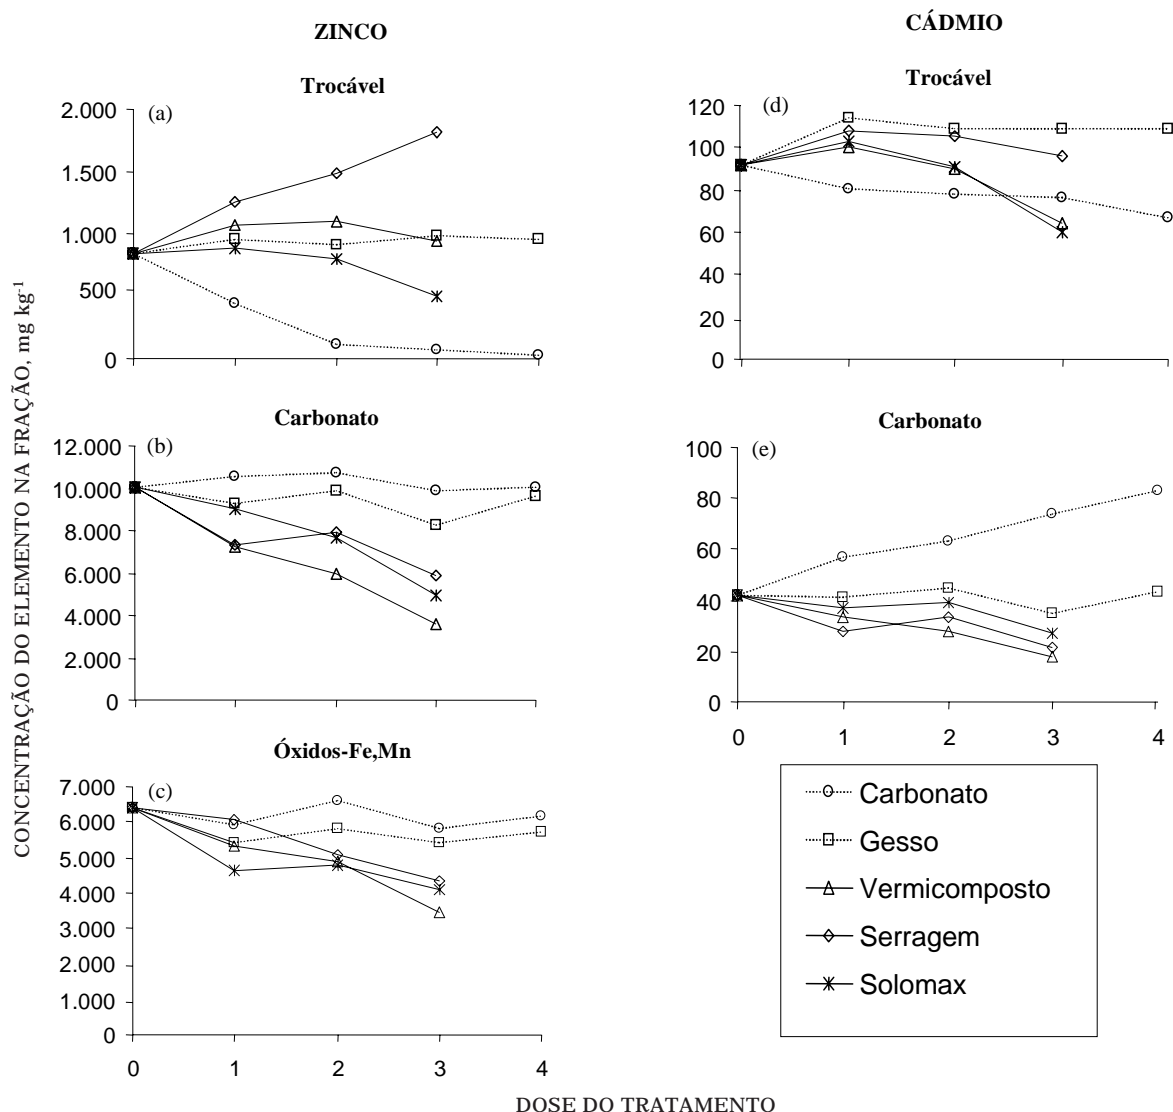 ZINCO
CÁDMIO
CONCENTRAÇÃO DO ELEMENTO NA FRAÇÃO, mg kg-1
Trocável
(a)
2.000
1.500
1.000
500
0
Trocável
(d)
120
100
80
60
40
20
0
Carbonato
(b)
12.000
10.000
8.000
6.000
4.000
2.000
0
Carbonato
(e)
100
80
60
40
20
0
0 1 2 3 4
Óxidos-Fe,Mn
(c)
7.000
6.000
5.000
4.000
3.000
2.000
1.000
0
0 1 2 3 4
Carbonato
Gesso
Vermicomposto
Serragem
Solomax
DOSE DO TRATAMENTO